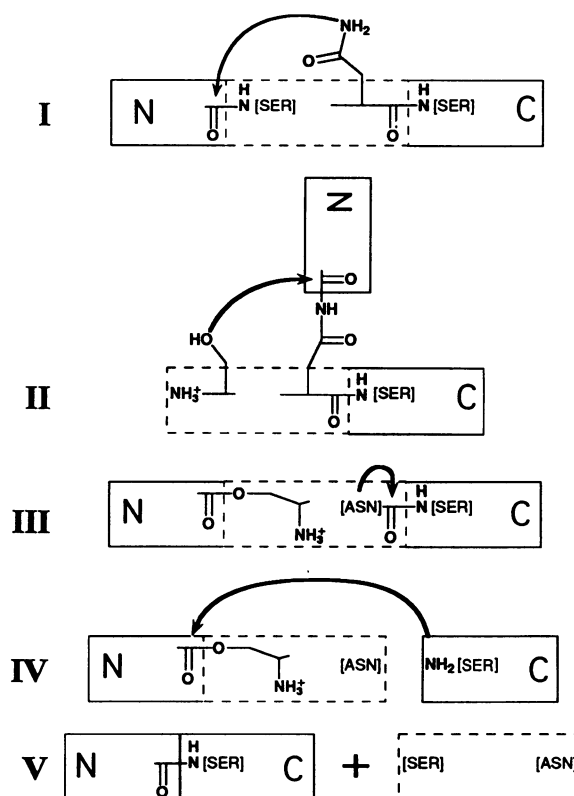 NH₂
O
I N H N [SER] O H N [SER] O C
N
O
NH
HO O
II NH₃⁺ H N [SER] O C
III N O O NH₃⁺ [ASN] O H N [SER] C
IV N O O NH₃⁺ [ASN] NH₂ [SER] C
V N O H N [SER] C + [SER] [ASN]